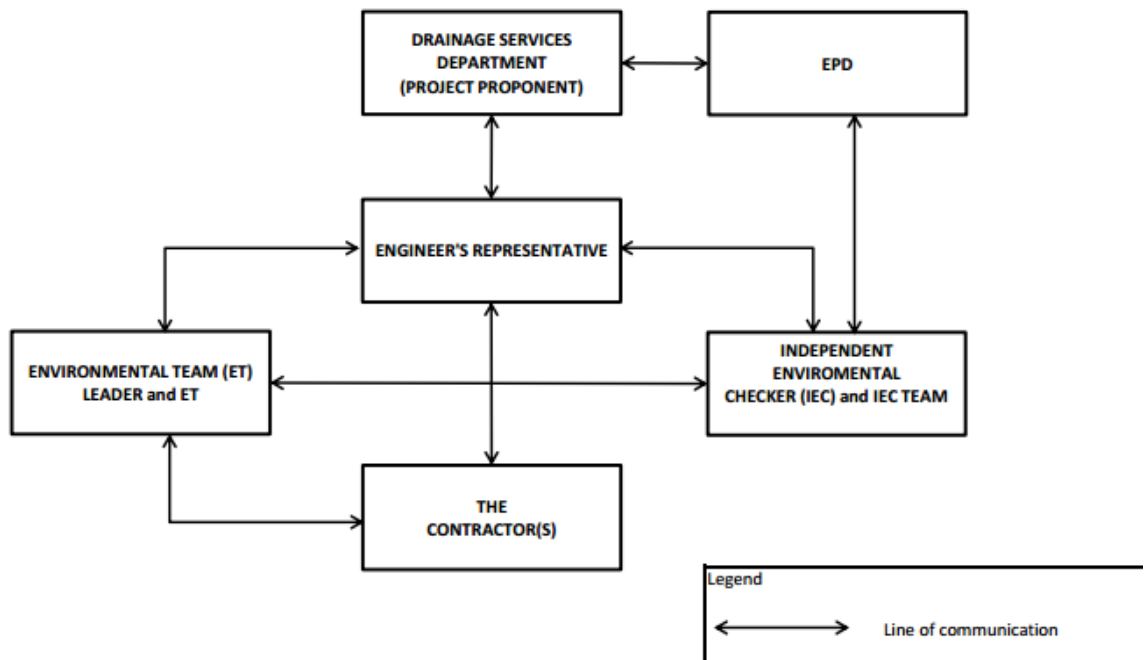 DRAINAGE SERVICES
DEPARTMENT
(PROJECT PROPONENT)
EPD
ENGINEER'S REPRESENTATIVE
ENVIRONMENTAL TEAM (ET)
LEADER and ET
INDEPENDENT
ENVIROMENTAL
CHECKER (IEC) and IEC TEAM
THE
CONTRACTOR(S)
Legend
Line of communication